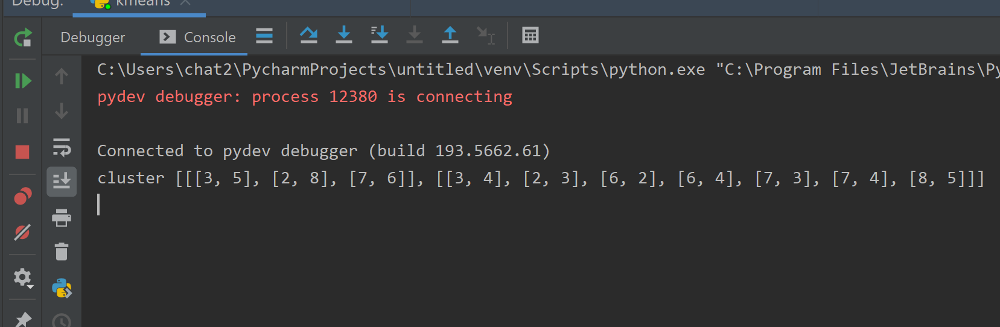 Debug:
kmeans
Debugger
Console
C:\Users\chat2\PycharmProjects\untitled\venv\Scripts\python.exe "C:\Program Files\JetBrains\Py
pydev debugger: process 12380 is connecting
Connected to pydev debugger (build 193.5662.61)
cluster [[[3, 5], [2, 8], [7, 6]], [[3, 4], [2, 3], [6, 2], [6, 4], [7, 3], [7, 4], [8, 5]]]